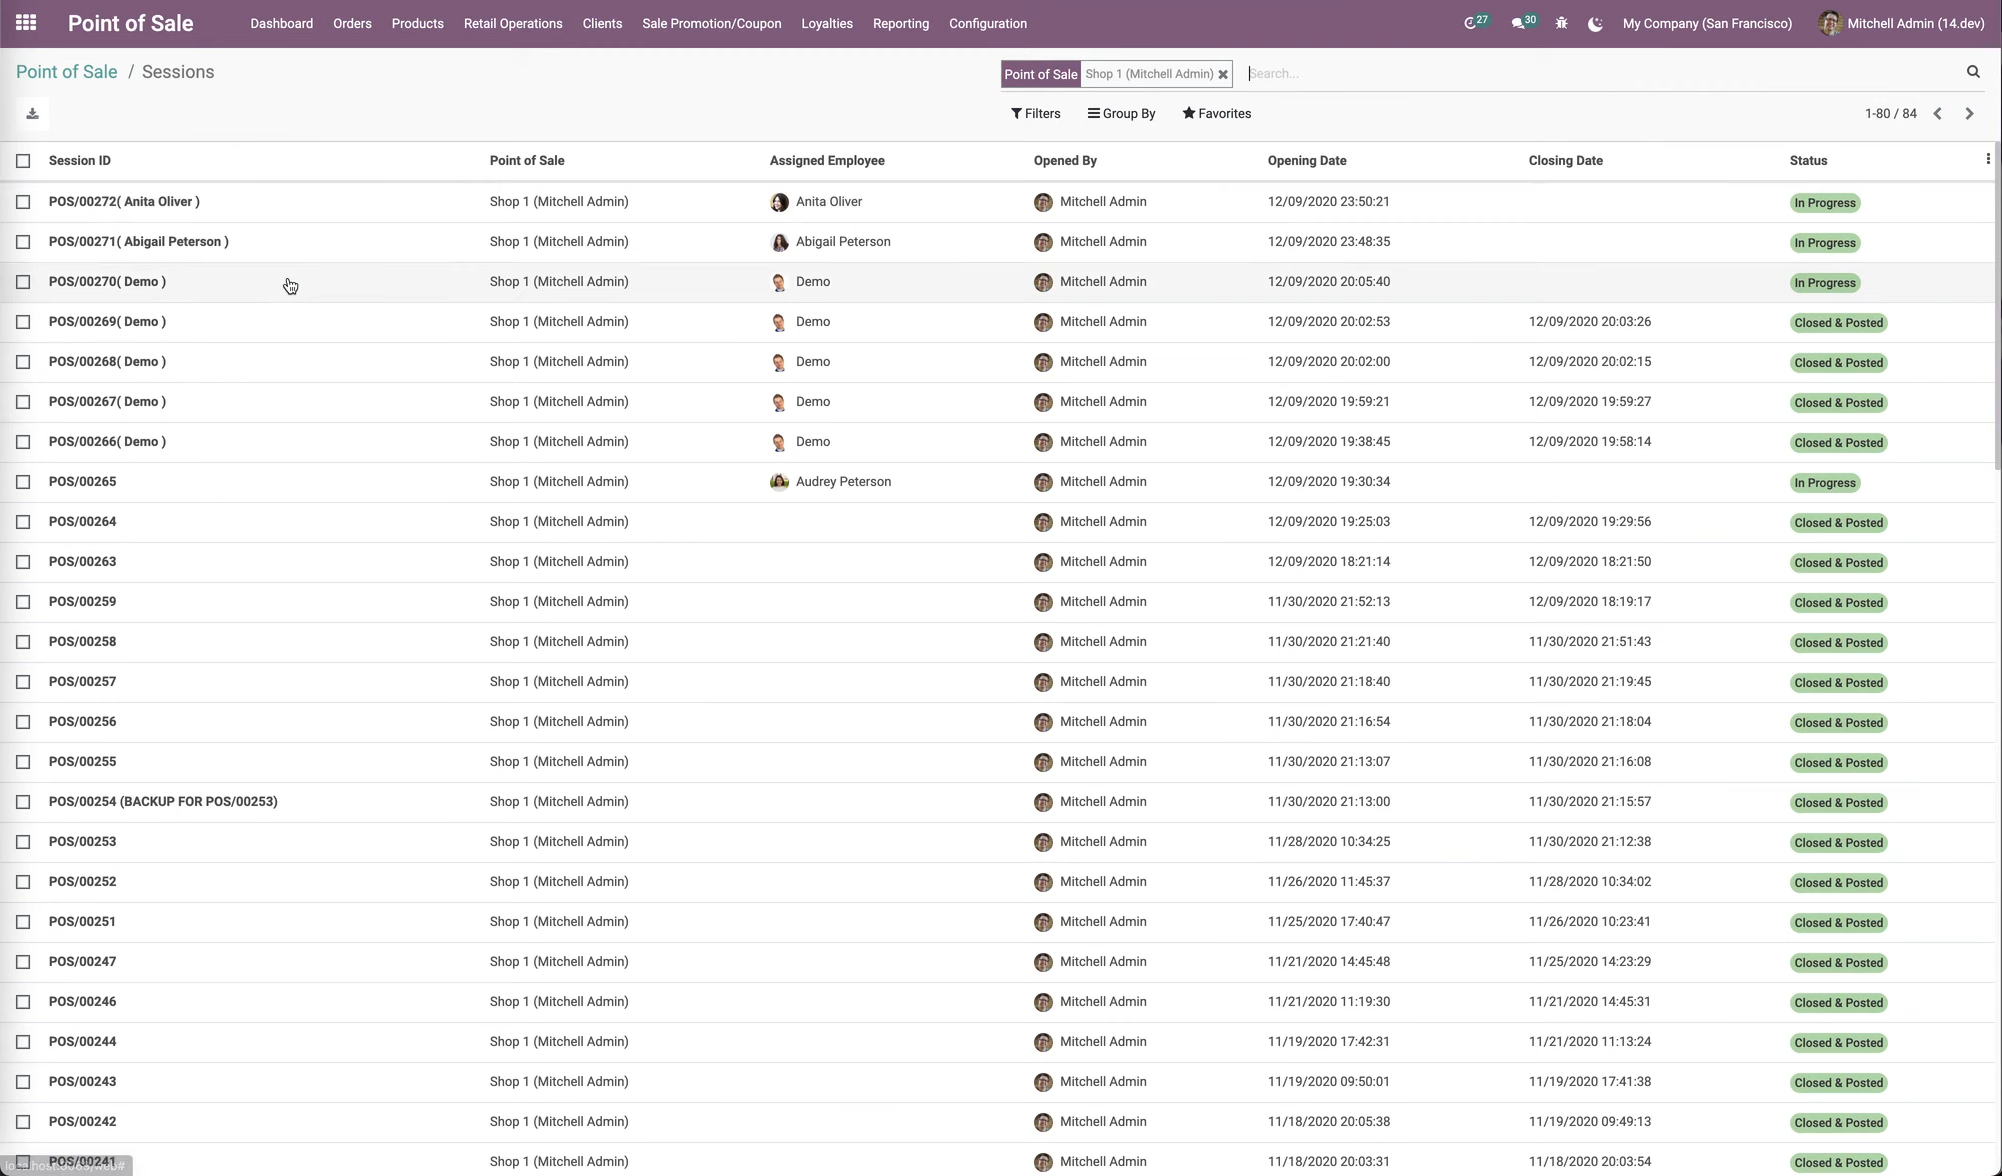 Point of Sale Dashboard Orders Products Retail Operations Clients Sale Promotion/Coupon Loyalties Reporting Configuration 27 30 My Company (San Francisco) Mitchell Admin (14.dev)
Point of Sale / Sessions
Point of Sale Shop 1 (Mitchell Admin) Search...
Filters Group By Favorites 1-80 / 84
Session ID Point of Sale Assigned Employee Opened By Opening Date Closing Date Status
POS/00272( Anita Oliver ) Shop 1 (Mitchell Admin) Anita Oliver Mitchell Admin 12/09/2020 23:50:21 In Progress
POS/00271( Abigail Peterson ) Shop 1 (Mitchell Admin) Abigail Peterson Mitchell Admin 12/09/2020 23:48:35 In Progress
POS/00270( Demo ) Shop 1 (Mitchell Admin) Demo Mitchell Admin 12/09/2020 20:05:40 In Progress
POS/00269( Demo ) Shop 1 (Mitchell Admin) Demo Mitchell Admin 12/09/2020 20:02:53 12/09/2020 20:03:26 Closed & Posted
POS/00268( Demo ) Shop 1 (Mitchell Admin) Demo Mitchell Admin 12/09/2020 20:02:00 12/09/2020 20:02:15 Closed & Posted
POS/00267( Demo ) Shop 1 (Mitchell Admin) Demo Mitchell Admin 12/09/2020 19:59:21 12/09/2020 19:59:27 Closed & Posted
POS/00266( Demo ) Shop 1 (Mitchell Admin) Demo Mitchell Admin 12/09/2020 19:38:45 12/09/2020 19:58:14 Closed & Posted
POS/00265 Shop 1 (Mitchell Admin) Audrey Peterson Mitchell Admin 12/09/2020 19:30:34 In Progress
POS/00264 Shop 1 (Mitchell Admin) Mitchell Admin 12/09/2020 19:25:03 12/09/2020 19:29:56 Closed & Posted
POS/00263 Shop 1 (Mitchell Admin) Mitchell Admin 12/09/2020 18:21:14 12/09/2020 18:21:50 Closed & Posted
POS/00259 Shop 1 (Mitchell Admin) Mitchell Admin 11/30/2020 21:52:13 12/09/2020 18:19:17 Closed & Posted
POS/00258 Shop 1 (Mitchell Admin) Mitchell Admin 11/30/2020 21:21:40 11/30/2020 21:51:43 Closed & Posted
POS/00257 Shop 1 (Mitchell Admin) Mitchell Admin 11/30/2020 21:18:40 11/30/2020 21:19:45 Closed & Posted
POS/00256 Shop 1 (Mitchell Admin) Mitchell Admin 11/30/2020 21:16:54 11/30/2020 21:18:04 Closed & Posted
POS/00255 Shop 1 (Mitchell Admin) Mitchell Admin 11/30/2020 21:13:07 11/30/2020 21:16:08 Closed & Posted
POS/00254 (BACKUP FOR POS/00253) Shop 1 (Mitchell Admin) Mitchell Admin 11/30/2020 21:13:00 11/30/2020 21:15:57 Closed & Posted
POS/00253 Shop 1 (Mitchell Admin) Mitchell Admin 11/28/2020 10:34:25 11/30/2020 21:12:38 Closed & Posted
POS/00252 Shop 1 (Mitchell Admin) Mitchell Admin 11/26/2020 11:45:37 11/28/2020 10:34:02 Closed & Posted
POS/00251 Shop 1 (Mitchell Admin) Mitchell Admin 11/25/2020 17:40:47 11/26/2020 10:23:41 Closed & Posted
POS/00247 Shop 1 (Mitchell Admin) Mitchell Admin 11/21/2020 14:45:48 11/25/2020 14:23:29 Closed & Posted
POS/00246 Shop 1 (Mitchell Admin) Mitchell Admin 11/21/2020 11:19:30 11/21/2020 14:45:31 Closed & Posted
POS/00244 Shop 1 (Mitchell Admin) Mitchell Admin 11/19/2020 17:42:31 11/21/2020 11:13:24 Closed & Posted
POS/00243 Shop 1 (Mitchell Admin) Mitchell Admin 11/19/2020 09:50:01 11/19/2020 17:41:38 Closed & Posted
POS/00242 Shop 1 (Mitchell Admin) Mitchell Admin 11/18/2020 20:05:38 11/19/2020 09:49:13 Closed & Posted
POS/00241 Shop 1 (Mitchell Admin) Mitchell Admin 11/18/2020 20:03:31 11/18/2020 20:03:54 Closed & Posted